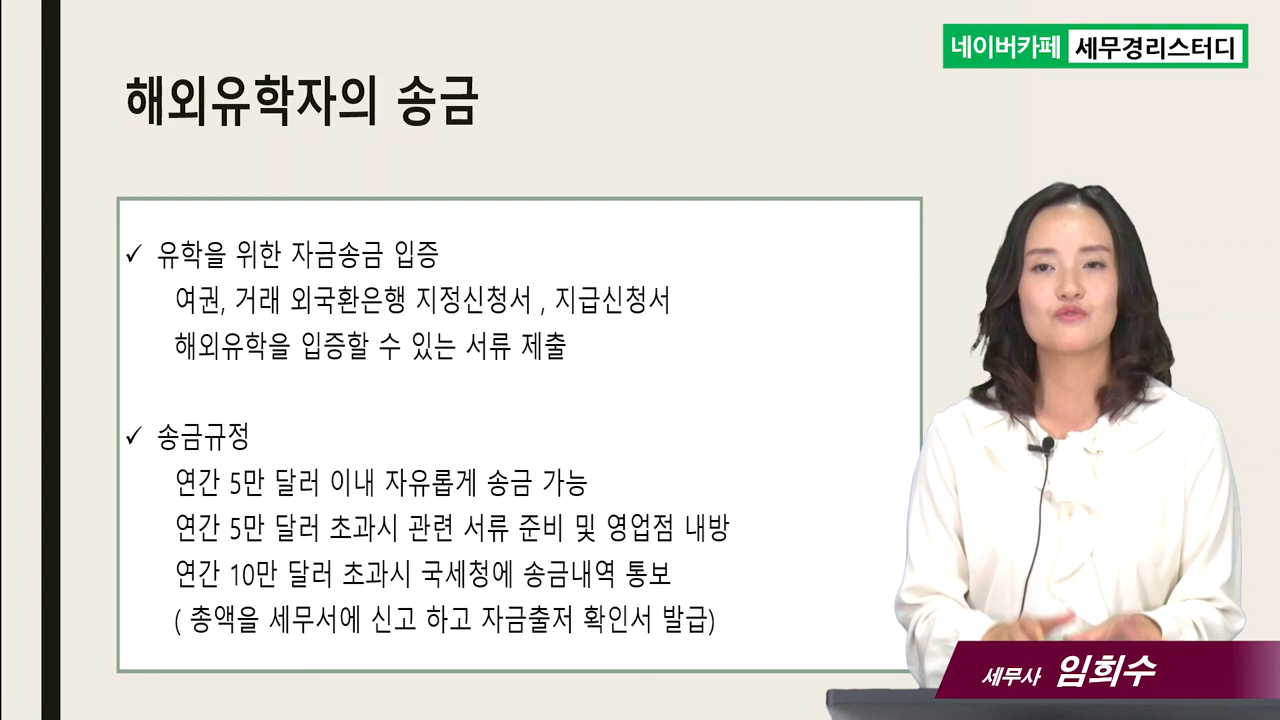 네이버카페 세무경리스터디
해외유학자의 송금
✓ 유학을 위한 자금송금 입증
여권, 거래 외국환은행 지정신청서 , 지급신청서
해외유학을 입증할 수 있는 서류 제출
✓ 송금규정
연간 5만 달러 이내 자유롭게 송금 가능
연간 5만 달러 초과시 관련 서류 준비 및 영업점 내방
연간 10만 달러 초과시 국세청에 송금내역 통보
( 총액을 세무서에 신고 하고 자금출저 확인서 발급)
세무사 임희수